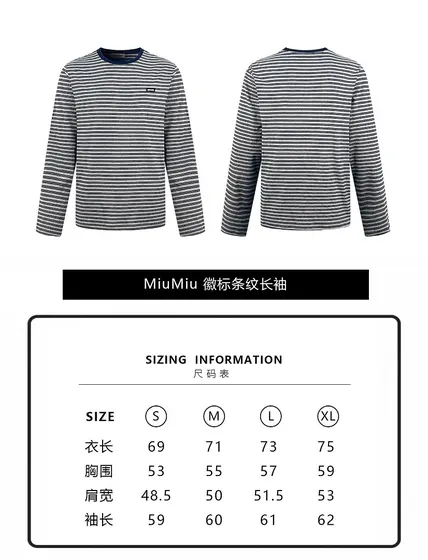 MiuMiu 徽标条纹长袖
SIZING INFORMATION
尺码表
SIZE S M L XL
衣长 69 71 73 75
胸围 53 55 57 59
肩宽 48.5 50 51.5 53
袖长 59 60 61 62